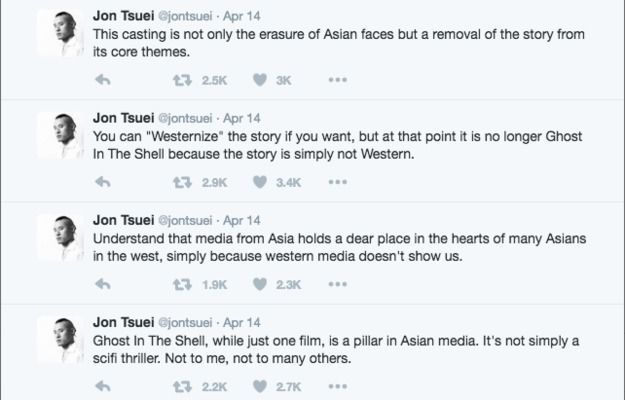 Jon Tsuei @jontsuei · Apr 14
This casting is not only the erasure of Asian faces but a removal of the story from
its core themes.
2.5K 3K
Jon Tsuei @jontsuei · Apr 14
You can "Westernize" the story if you want, but at that point it is no longer Ghost
In The Shell because the story is simply not Western.
2.9K 3.4K
Jon Tsuei @jontsuei · Apr 14
Understand that media from Asia holds a dear place in the hearts of many Asians
in the west, simply because western media doesn't show us.
1.9K 2.3K
Jon Tsuei @jontsuei · Apr 14
Ghost In The Shell, while just one film, is a pillar in Asian media. It's not simply a
scifi thriller. Not to me, not to many others.
2.2K 2.7K